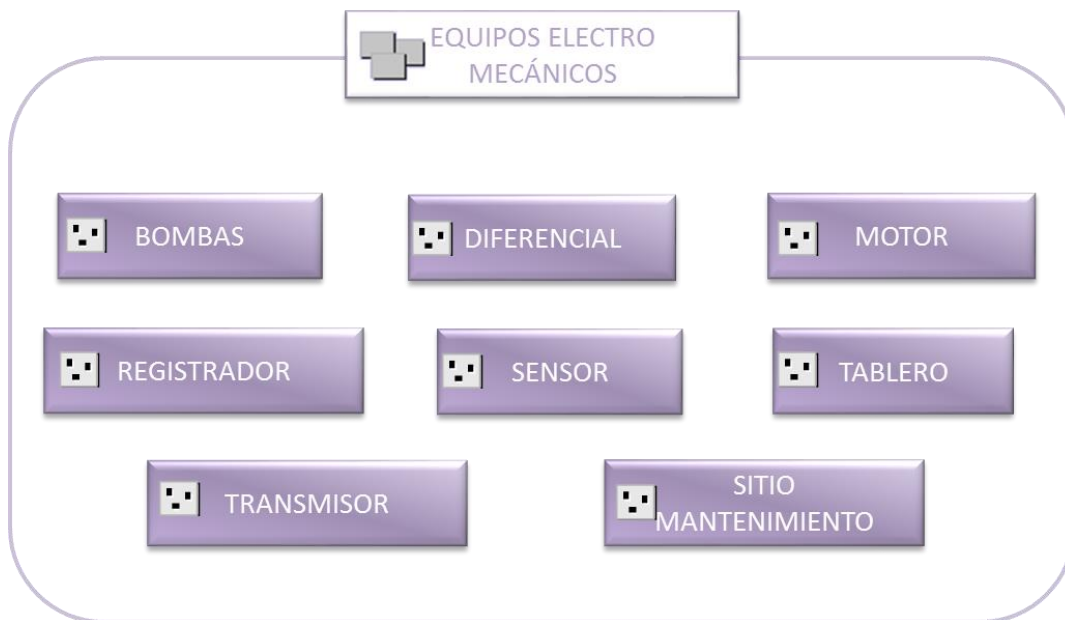 EQUIPOS ELECTRO
MECÁNICOS
BOMBAS
DIFERENCIAL
MOTOR
REGISTRADOR
SENSOR
TABLERO
TRANSMISOR
SITIO
MANTENIMIENTO